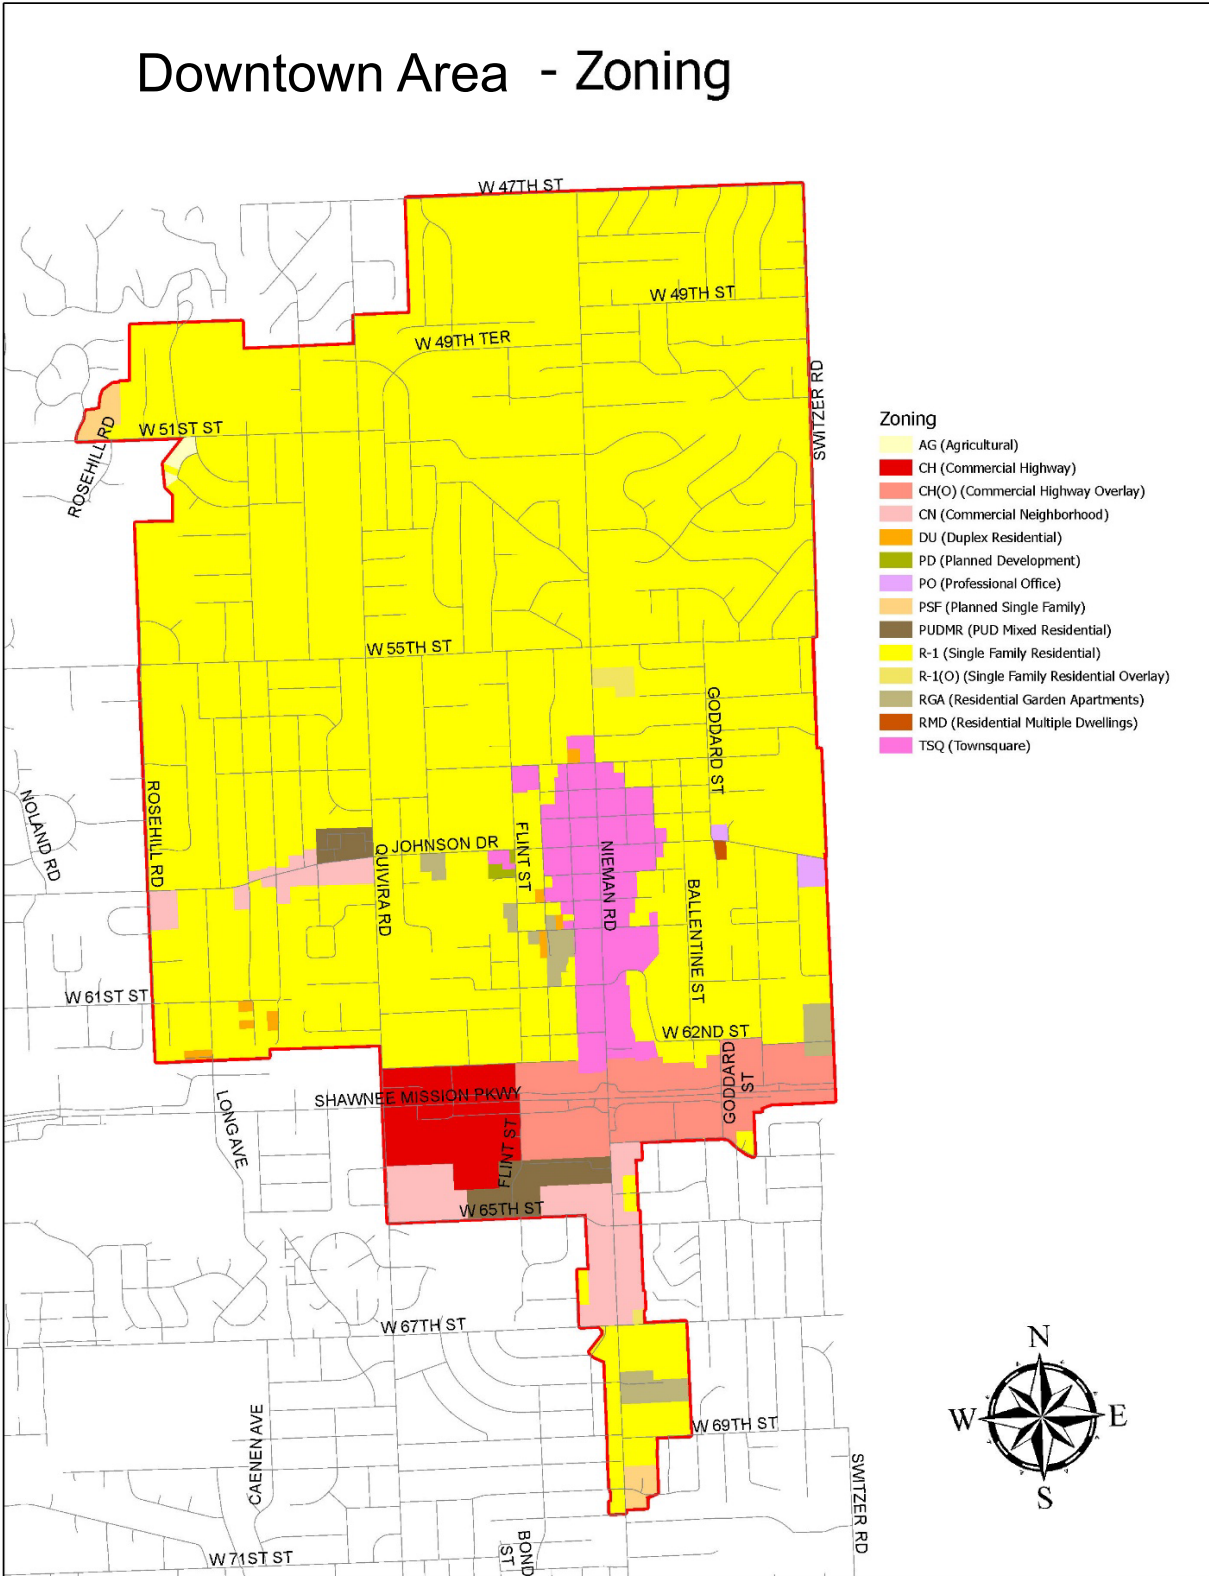 Downtown Area - Zoning
W 47TH ST
W 49TH ST
W 49TH TER
SWITZER RD
W 51ST ST
ROSEHILL RD
Zoning
AG (Agricultural)
CH (Commercial Highway)
CH(O) (Commercial Highway Overlay)
CN (Commercial Neighborhood)
DU (Duplex Residential)
PD (Planned Development)
PO (Professional Office)
PSF (Planned Single Family)
PUDMR (PUD Mixed Residential)
R-1 (Single Family Residential)
R-1(O) (Single Family Residential Overlay)
RGA (Residential Garden Apartments)
RMD (Residential Multiple Dwellings)
TSQ (Townsquare)
W 55TH ST
GODDARD ST
NOLAND RD
ROSEHILL RD
JOHNSON DR
QUIVIRA RD
FLINT ST
NIEMAN RD
BALLENTINE ST
W 61ST ST
W 62ND ST
GODDARD
ST
SHAWNEE MISSION PKWY
LONG AVE
FLINT ST
W 65TH ST
W 67TH ST
W 69TH ST
CAENEN AVE
SWITZER RD
BOND
ST
W 71ST ST
N
W
E
S